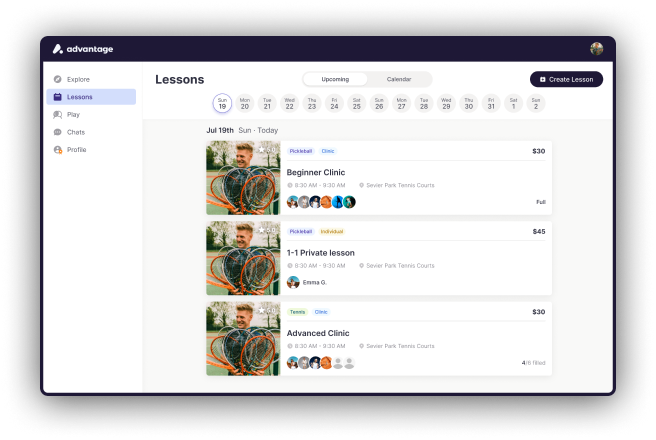 advantage
Explore
Lessons
Play
Chats
Profile
Lessons
Upcoming
Calendar
Create Lesson
Sun 19
Mon 20
Tue 21
Wed 22
Thu 23
Fri 24
Sat 25
Sun 26
Mon 27
Tue 28
Wed 29
Thu 30
Fri 31
Sat 1
Sun 2
Jul 19th Sun · Today
5.0
Pickleball Clinic $30
Beginner Clinic
8:30 AM - 9:30 AM Sevier Park Tennis Courts
Full
5.0
Pickleball Individual $45
1-1 Private lesson
8:30 AM - 9:30 AM Sevier Park Tennis Courts
Emma G.
5.0
Tennis Clinic $30
Advanced Clinic
8:30 AM - 9:30 AM Sevier Park Tennis Courts
4/6 filled